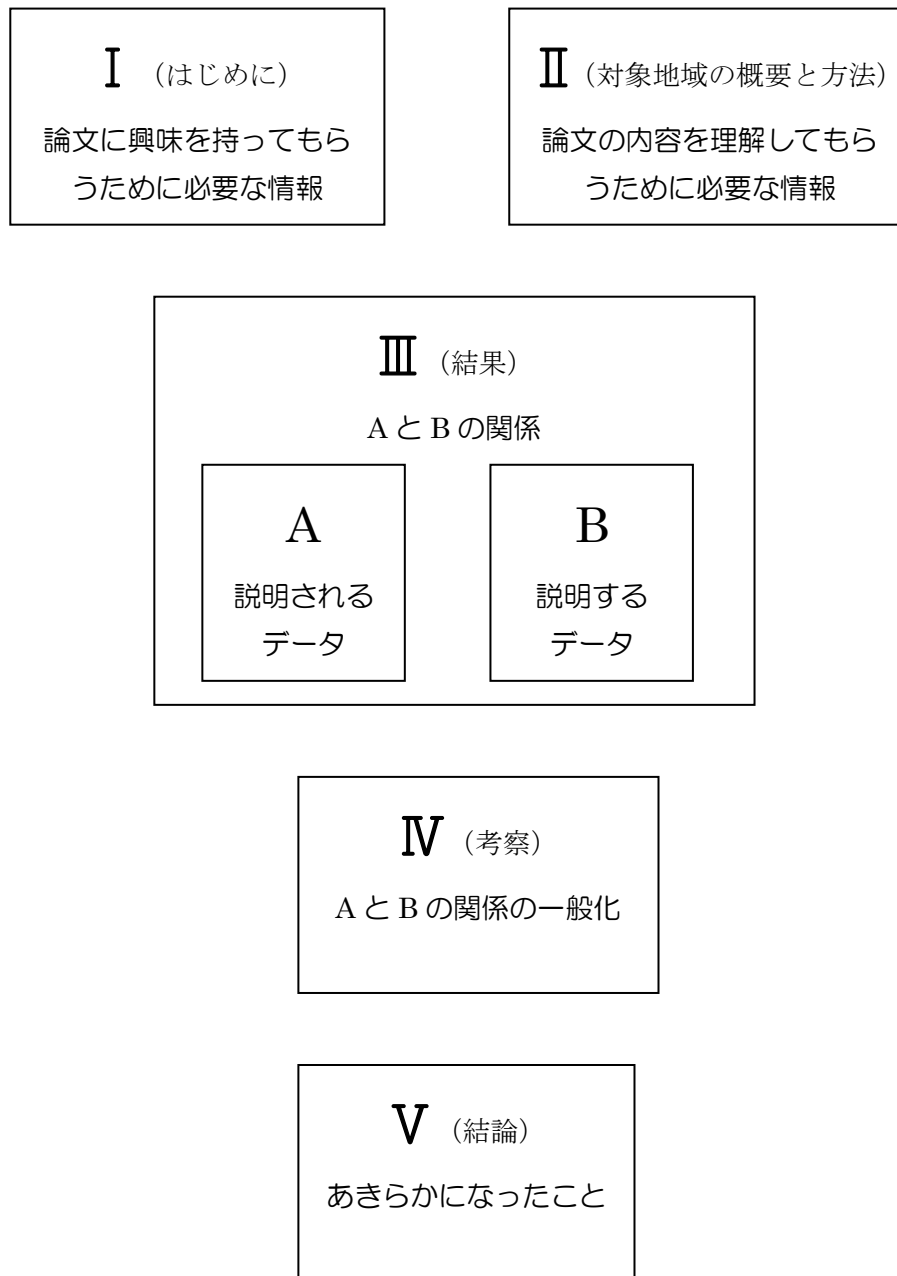 Ⅰ（はじめに）
論文に興味を持ってもら
うために必要な情報
Ⅱ（対象地域の概要と方法）
論文の内容を理解してもら
うために必要な情報
Ⅲ（結果）
AとBの関係
A
説明される
データ
B
説明する
データ
Ⅳ（考察）
AとBの関係の一般化
Ⅴ（結論）
あきらかになったこと